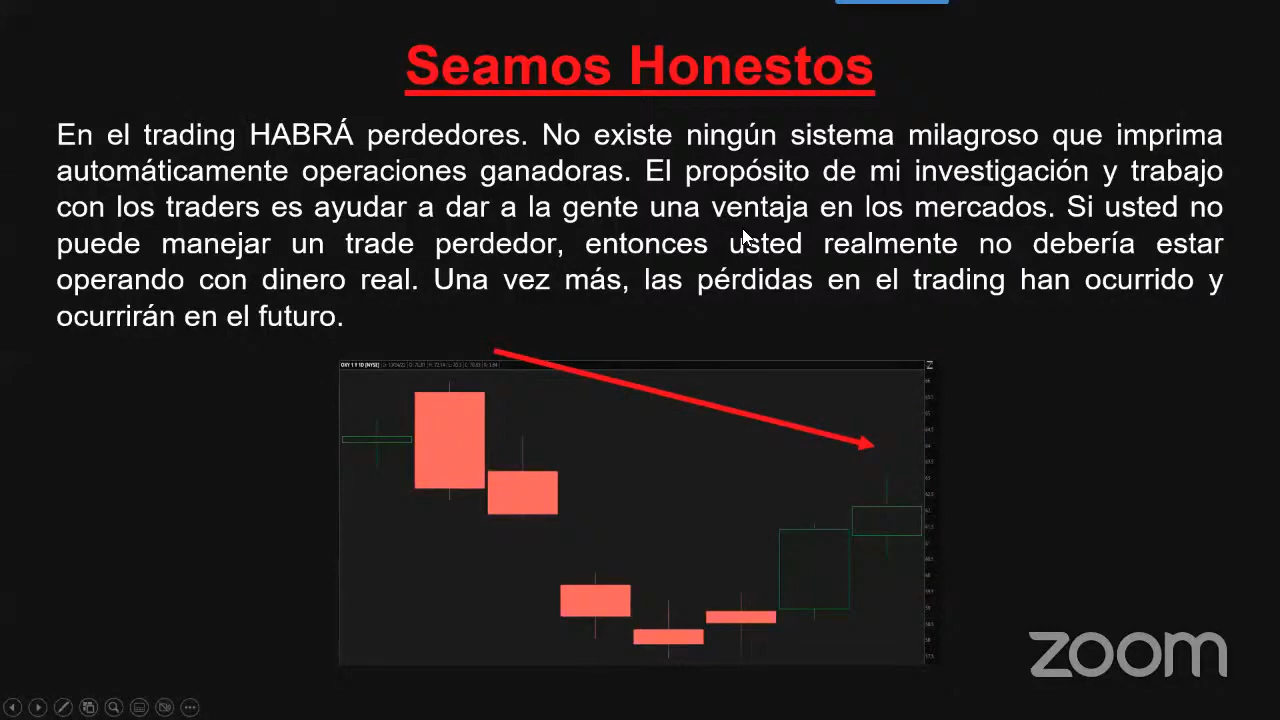 Seamos Honestos
En el trading HABRÁ perdedores. No existe ningún sistema milagroso que imprima
automáticamente operaciones ganadoras. El propósito de mi investigación y trabajo
con los traders es ayudar a dar a la gente una ventaja en los mercados. Si usted no
puede manejar un trade perdedor, entonces usted realmente no debería estar
operando con dinero real. Una vez más, las pérdidas en el trading han ocurrido y
ocurrirán en el futuro.
OXY 1 D [NYSE]
Z
zoom